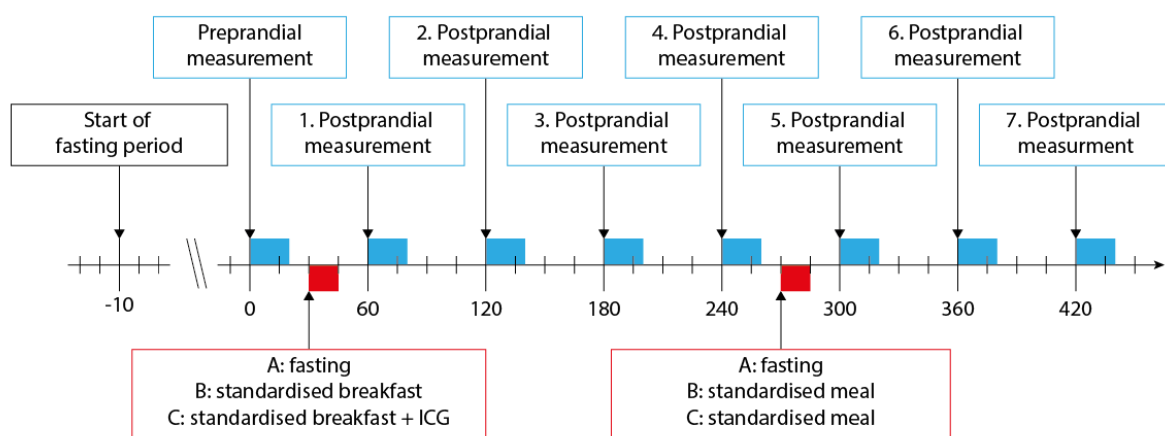 Preprandial
measurement
2. Postprandial
measurement
4. Postprandial
measurement
6. Postprandial
measurement
Start of
fasting period
1. Postprandial
measurement
3. Postprandial
measurement
5. Postprandial
measurement
7. Postprandial
measurment
-10
0
60
120
180
240
300
360
420
A: fasting
B: standardised breakfast
C: standardised breakfast + ICG
A: fasting
B: standardised meal
C: standardised meal